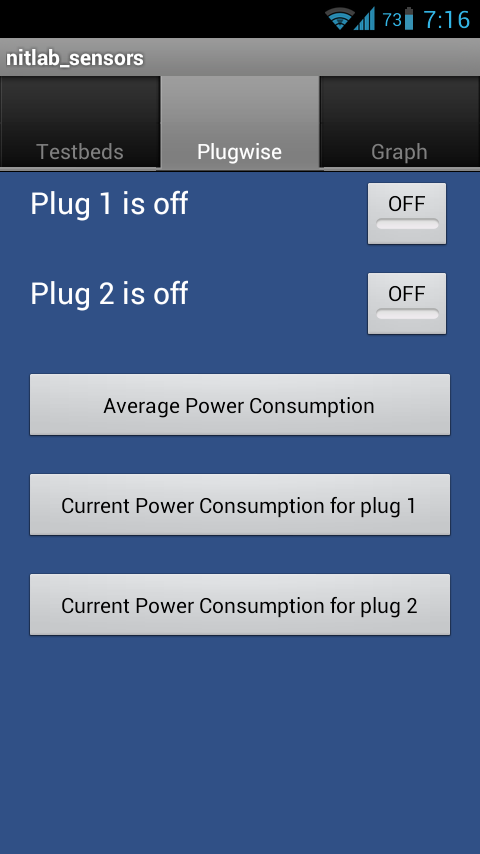 73 7:16
nitlab_sensors
Testbeds Plugwise Graph
Plug 1 is off OFF
Plug 2 is off OFF
Average Power Consumption
Current Power Consumption for plug 1
Current Power Consumption for plug 2